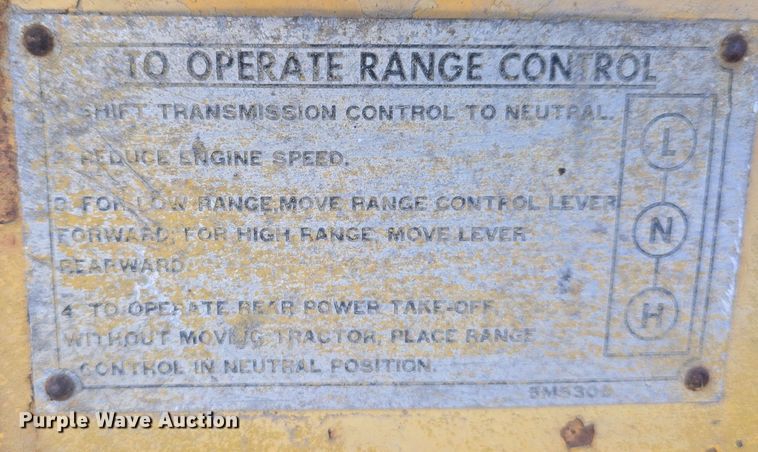 TO OPERATE RANGE CONTROL
SHIFT TRANSMISSION CONTROL TO NEUTRAL.
REDUCE ENGINE SPEED.
3 FOR LOW RANGE, MOVE RANGE CONTROL LEVER
FORWARD; FOR HIGH RANGE, MOVE LEVER
REARWARD.
4 TO OPERATE REAR POWER TAKE-OFF
WITHOUT MOVING TRACTOR, PLACE RANGE
CONTROL IN NEUTRAL POSITION.
L
N
H
Purple Wave Auction